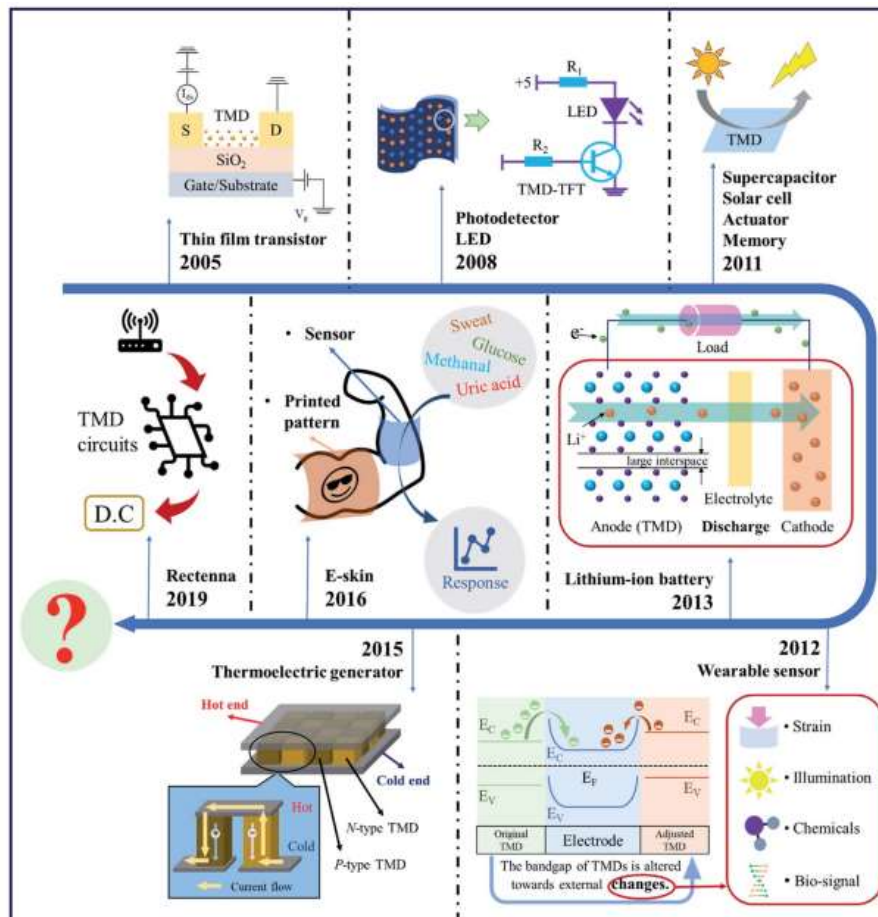 I_ds
TMD
S
D
SiO₂
Gate/Substrate
V_g
Thin film transistor
2005
+5
R₁
LED
R₂
TMD-TFT
Photodetector
LED
2008
TMD
Supercapacitor
Solar cell
Actuator
Memory
2011
TMD
circuits
D.C
Rectenna
2019
• Sensor
• Printed
pattern
Sweat
Glucose
Methanal
Uric acid
Response
E-skin
2016
e⁻
Load
Li⁺
large interspace
Electrolyte
Anode (TMD)
Discharge
Cathode
Lithium-ion battery
2013
?
2015
Thermoelectric generator
Hot end
Cold end
Hot
Cold
N-type TMD
P-type TMD
Current flow
2012
Wearable sensor
E_C
E_C
E_C
E_F
E_V
E_V
E_V
Original
TMD
Electrode
Adjusted
TMD
The bandgap of TMDs is altered
towards external changes.
• Strain
• Illumination
• Chemicals
• Bio-signal